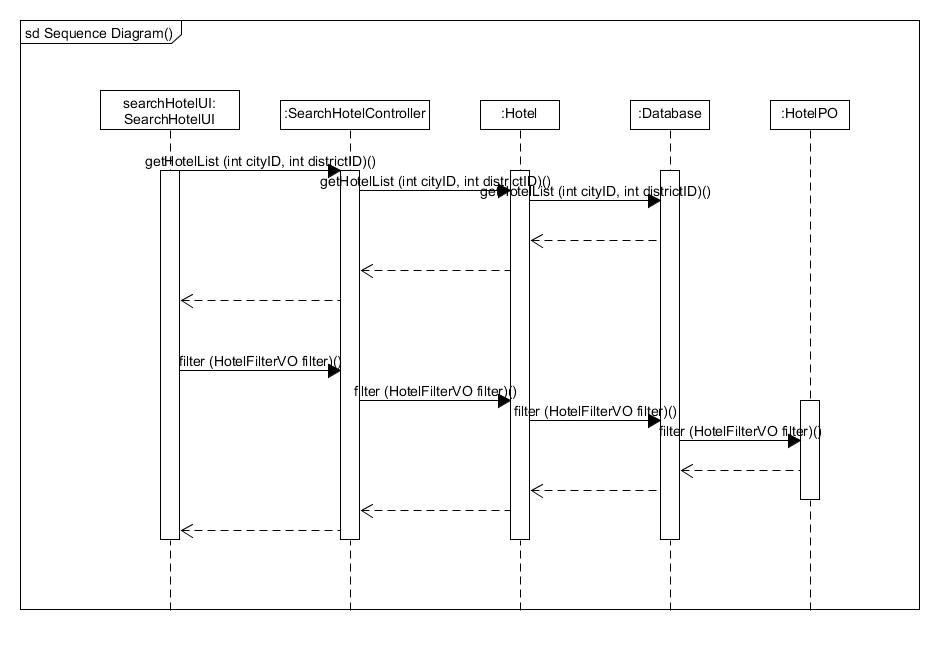 sd Sequence Diagram()
searchHotelUI:
SearchHotelUI
:SearchHotelController
:Hotel
:Database
:HotelPO
getHotelList (int cityID, int districtID)()
getHotelList (int cityID, int districtID)()
getHotelList (int cityID, int districtID)()
filter (HotelFilterVO filter)()
filter (HotelFilterVO filter)()
filter (HotelFilterVO filter)()
filter (HotelFilterVO filter)()